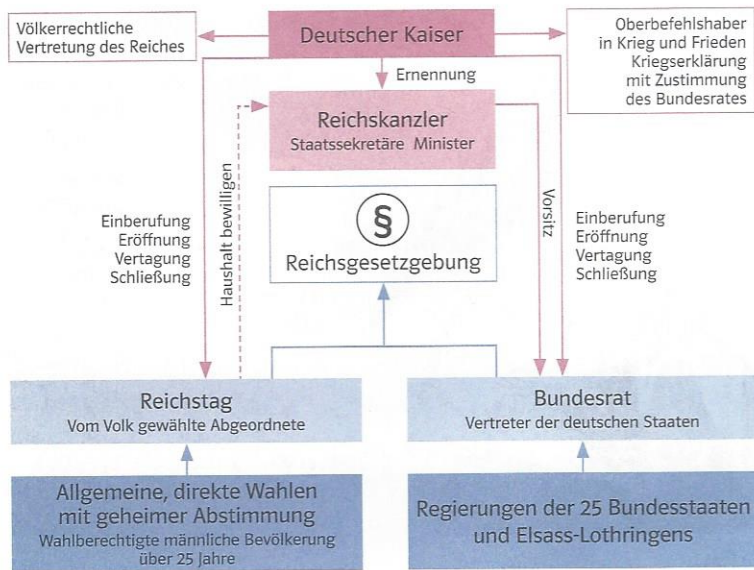 Völkerrechtliche
Vertretung des Reiches
Deutscher Kaiser
Oberbefehlshaber
in Krieg und Frieden
Kriegserklärung
mit Zustimmung
des Bundesrates
Ernennung
Reichskanzler
Staatssekretäre Minister
Haushalt bewilligen
Vorsitz
§
Reichsgesetzgebung
Einberufung
Eröffnung
Vertagung
Schließung
Einberufung
Eröffnung
Vertagung
Schließung
Reichstag
Vom Volk gewählte Abgeordnete
Bundesrat
Vertreter der deutschen Staaten
Allgemeine, direkte Wahlen
mit geheimer Abstimmung
Wahlberechtigte männliche Bevölkerung
über 25 Jahre
Regierungen der 25 Bundesstaaten
und Elsass-Lothringens